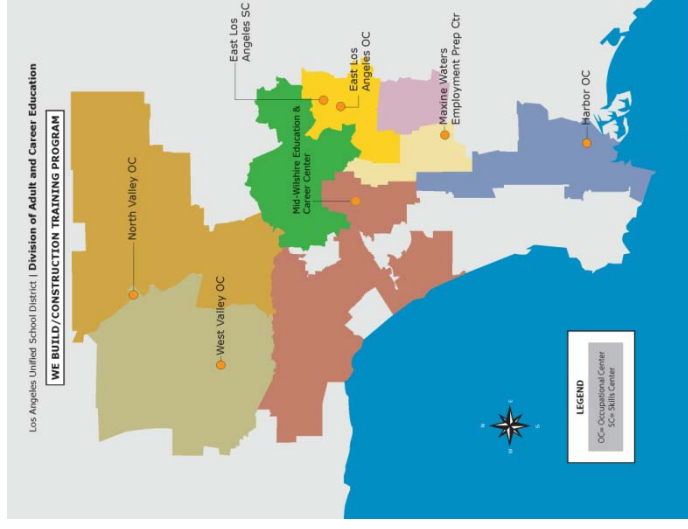 Los Angeles Unified School District | Division of Adult and Career Education
WE BUILD/CONSTRUCTION TRAINING PROGRAM
North Valley OC
West Valley OC
East Los
Angeles SC
East Los
Angeles OC
Mid-Wilshire Education &
Career Center
Maxine Waters
Employment Prep Ctr
Harbor OC
N
E
S
W
LEGEND
OC= Occupational Center
SC= Skills Center